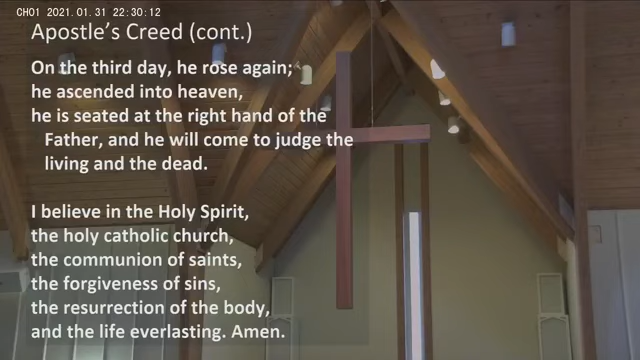 CH01 2021.01.31 22:30:12
Apostle's Creed (cont.)
On the third day, he rose again;
he ascended into heaven,
he is seated at the right hand of the
Father, and he will come to judge the
living and the dead.
I believe in the Holy Spirit,
the holy catholic church,
the communion of saints,
the forgiveness of sins,
the resurrection of the body,
and the life everlasting. Amen.